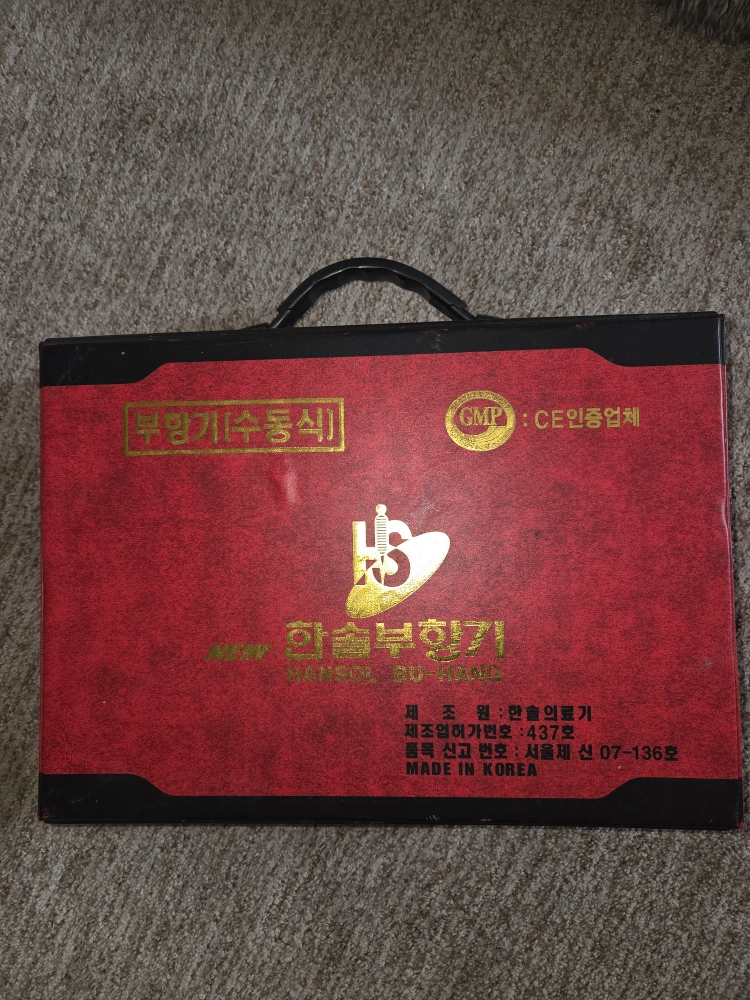 부항기(수동식)
GMP : CE인증업체
HS
NEW 한솔부항기
HANSOL BU-HANG
제 조 원 : 한솔의료기
제조업허가번호 : 437호
품목 신고 번호 : 서울제 신 07-136호
MADE IN KOREA